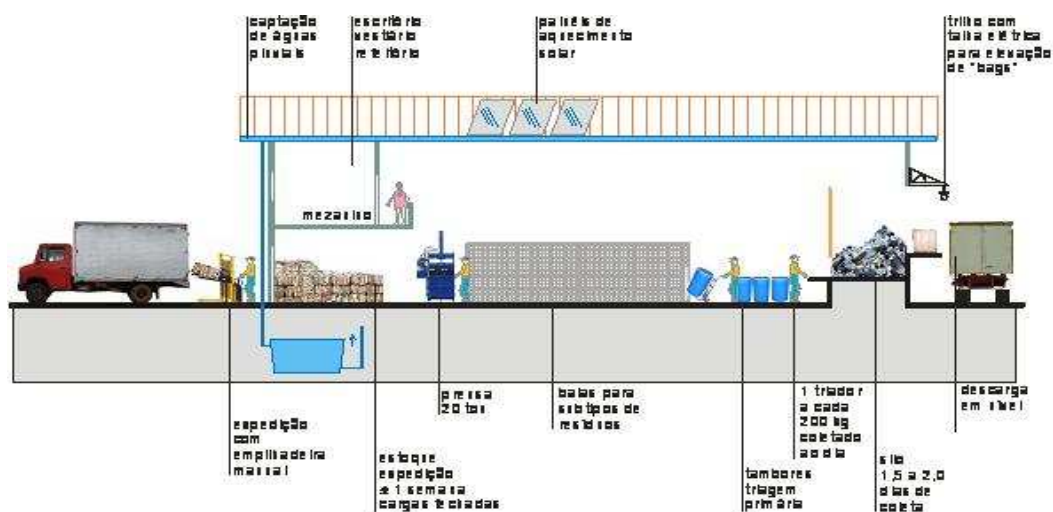 captação
de águas
pluviais
escritório
vestiário
refeitório
painéis de
aquecimento
solar
trilho com
talha elétrica
para elevação
de "bags"
mezanino
prensa
20 ton
baias para
subtipos de
resíduos
1 triador
a cada
200 kg
coletado
ao dia
descarga
em nível
expedição
com
empilhadeira
manual
estoque
expedição
± 1 semana
cargas fechadas
tambores
triagem
primária
silo
1,5 a 2,0
dias de
coleta